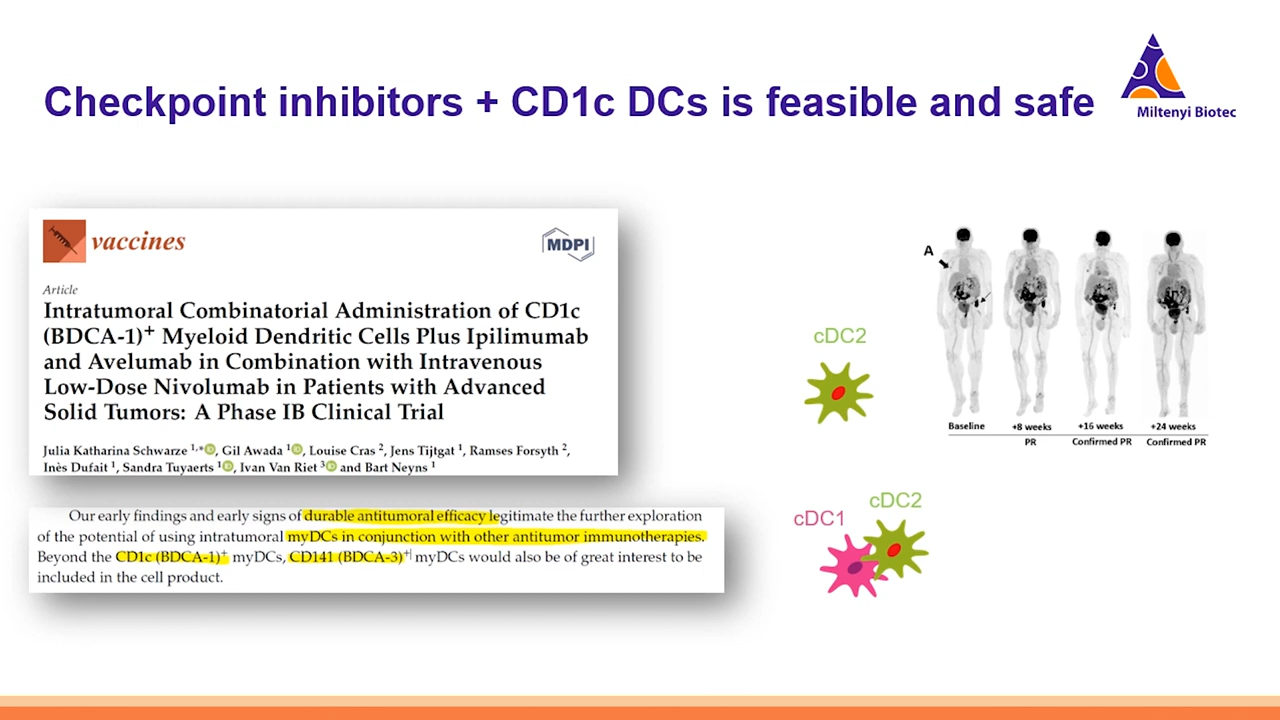 Checkpoint inhibitors + CD1c DCs is feasible and safe
Miltenyi Biotec
vaccines
MDPI
Article
Intratumoral Combinatorial Administration of CD1c
(BDCA-1)⁺ Myeloid Dendritic Cells Plus Ipilimumab
and Avelumab in Combination with Intravenous
Low-Dose Nivolumab in Patients with Advanced
Solid Tumors: A Phase IB Clinical Trial
Julia Katharina Schwarze 1,*, Gil Awada 1, Louise Cras 2, Jens Tijtgat 1, Ramses Forsyth 2,
Inès Dufait 1, Sandra Tuyaerts 1, Ivan Van Riet 3 and Bart Neyns 1
Our early findings and early signs of durable antitumoral efficacy legitimate the further exploration
of the potential of using intratumoral myDCs in conjunction with other antitumor immunotherapies.
Beyond the CD1c (BDCA-1)⁺ myDCs, CD141 (BDCA-3)⁺ myDCs would also be of great interest to be
included in the cell product.
cDC2
A
Baseline +8 weeks +16 weeks +24 weeks
PR Confirmed PR Confirmed PR
cDC2
cDC1